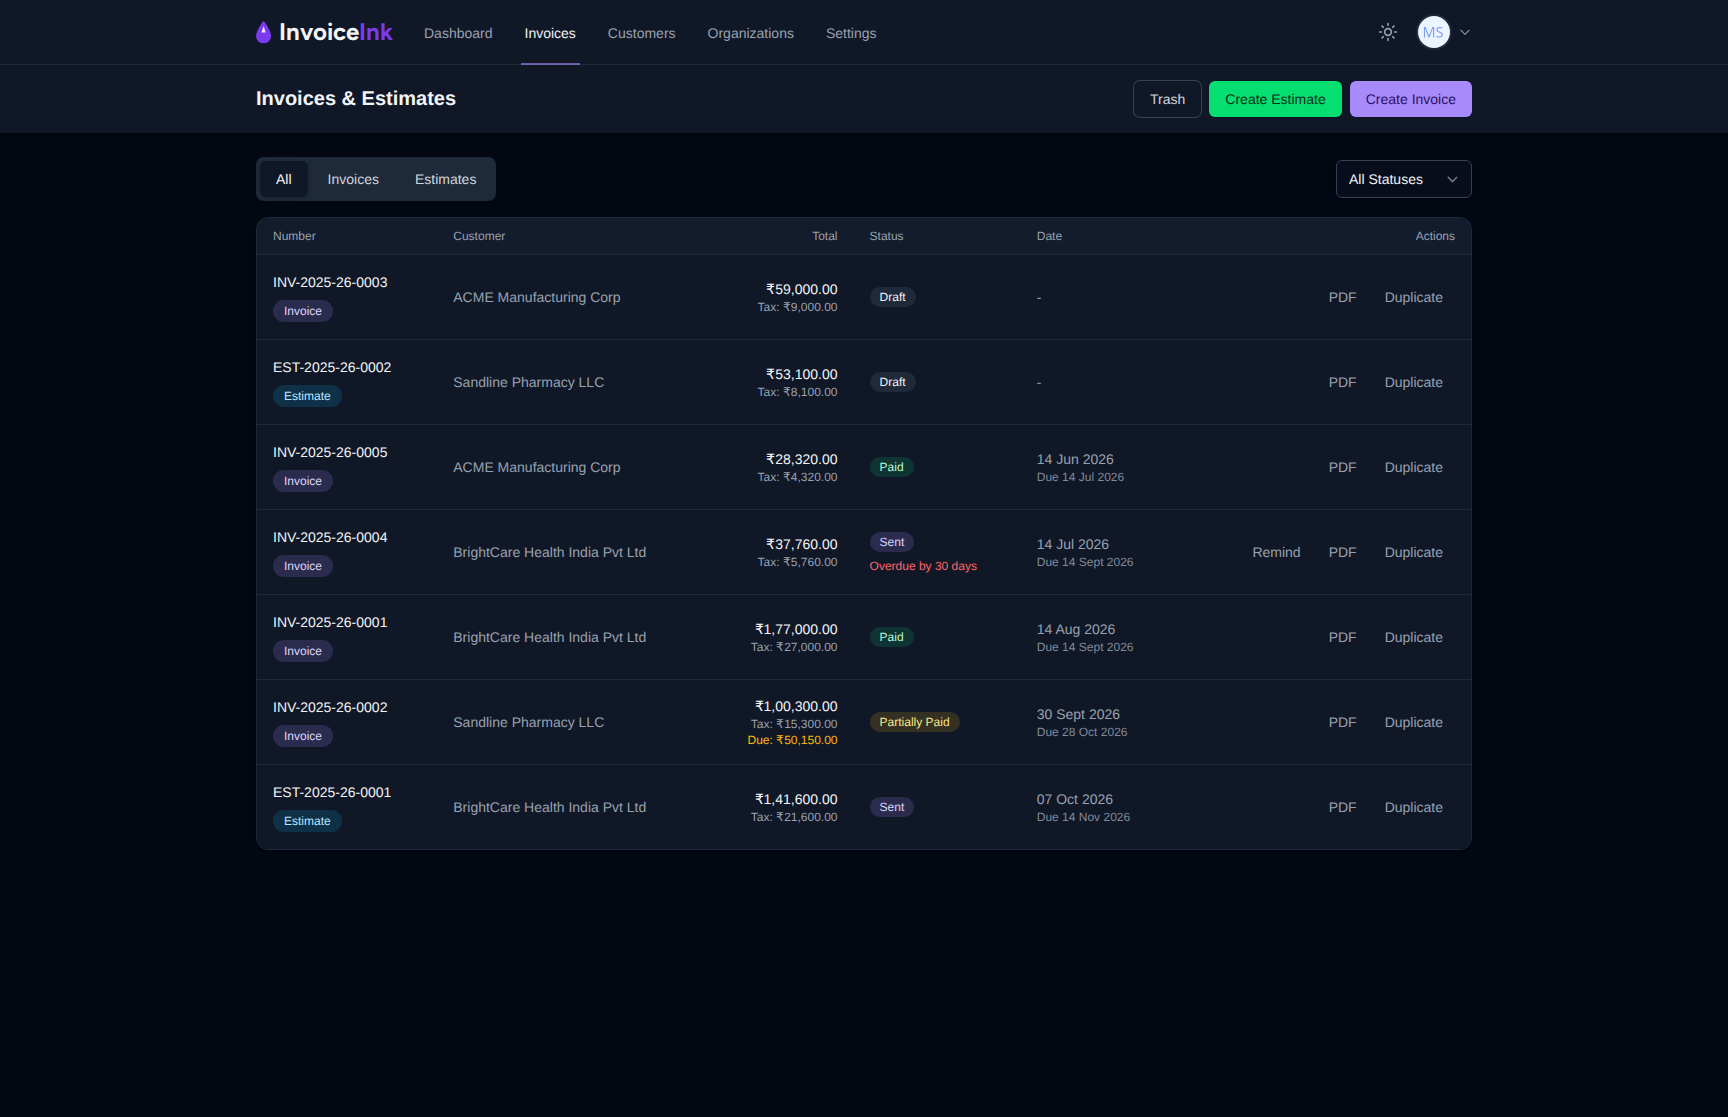 InvoiceInk Dashboard Invoices Customers Organizations Settings MS
Invoices & Estimates Trash Create Estimate Create Invoice
All Invoices Estimates All Statuses
Number Customer Total Status Date Actions
INV-2025-26-0003
Invoice
ACME Manufacturing Corp
₹59,000.00
Tax: ₹9,000.00
Draft
-
PDF Duplicate
EST-2025-26-0002
Estimate
Sandline Pharmacy LLC
₹53,100.00
Tax: ₹8,100.00
Draft
-
PDF Duplicate
INV-2025-26-0005
Invoice
ACME Manufacturing Corp
₹28,320.00
Tax: ₹4,320.00
Paid
14 Jun 2026
Due 14 Jul 2026
PDF Duplicate
INV-2025-26-0004
Invoice
BrightCare Health India Pvt Ltd
₹37,760.00
Tax: ₹5,760.00
Sent
Overdue by 30 days
14 Jul 2026
Due 14 Sept 2026
Remind PDF Duplicate
INV-2025-26-0001
Invoice
BrightCare Health India Pvt Ltd
₹1,77,000.00
Tax: ₹27,000.00
Paid
14 Aug 2026
Due 14 Sept 2026
PDF Duplicate
INV-2025-26-0002
Invoice
Sandline Pharmacy LLC
₹1,00,300.00
Tax: ₹15,300.00
Due: ₹50,150.00
Partially Paid
30 Sept 2026
Due 28 Oct 2026
PDF Duplicate
EST-2025-26-0001
Estimate
BrightCare Health India Pvt Ltd
₹1,41,600.00
Tax: ₹21,600.00
Sent
07 Oct 2026
Due 14 Nov 2026
PDF Duplicate